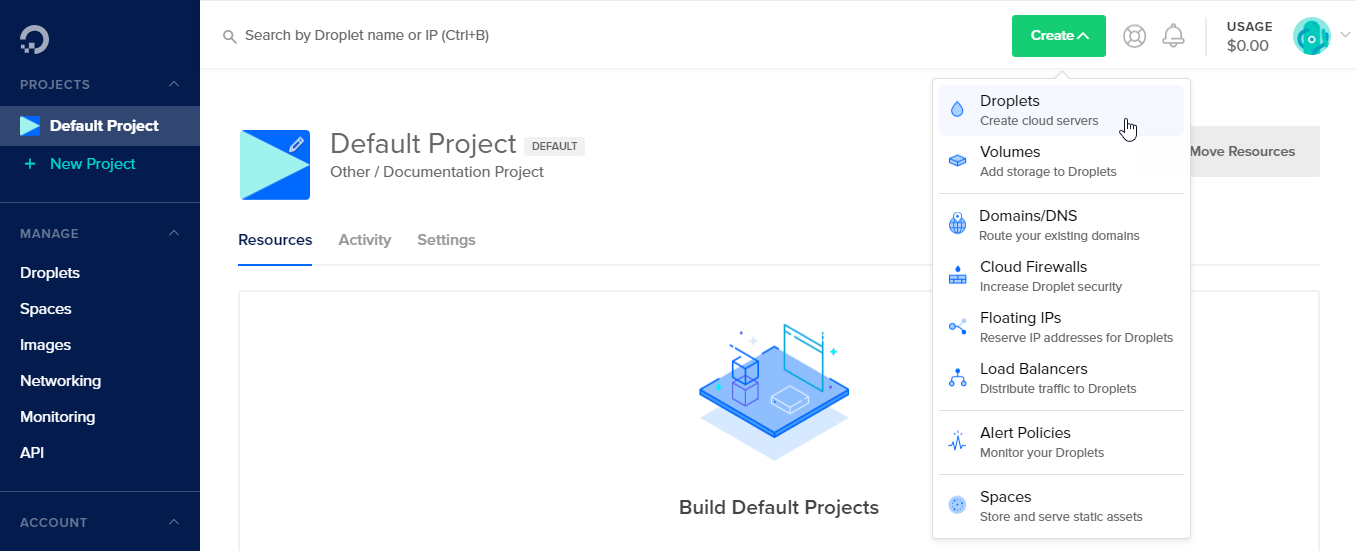 Search by Droplet name or IP (Ctrl+B)
Create
USAGE
$0.00
PROJECTS
Default Project
New Project
MANAGE
Droplets
Spaces
Images
Networking
Monitoring
API
ACCOUNT
Default Project DEFAULT
Other / Documentation Project
Move Resources
Resources Activity Settings
Build Default Projects
Droplets
Create cloud servers
Volumes
Add storage to Droplets
Domains/DNS
Route your existing domains
Cloud Firewalls
Increase Droplet security
Floating IPs
Reserve IP addresses for Droplets
Load Balancers
Distribute traffic to Droplets
Alert Policies
Monitor your Droplets
Spaces
Store and serve static assets